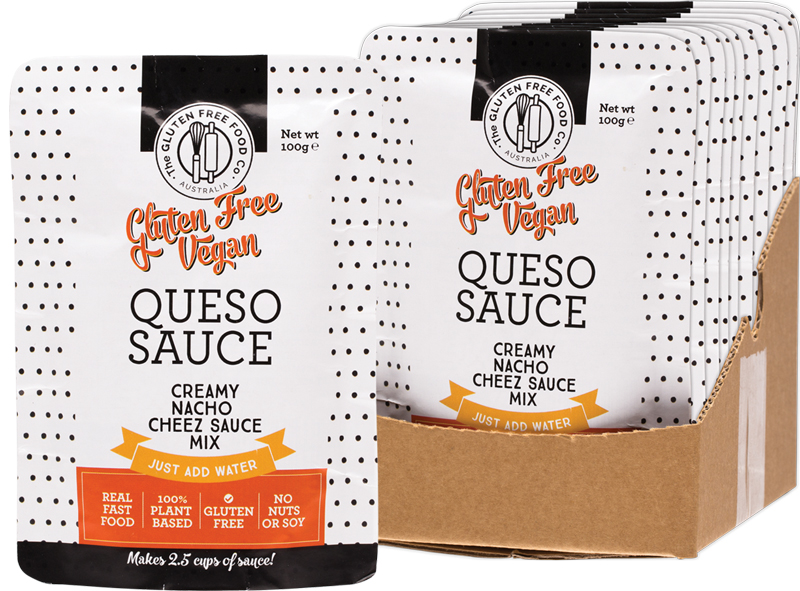 The GLUTEN FREE FOOD Co.
AUSTRALIA
Net wt
100g e
Gluten Free
& Vegan
QUESO
SAUCE
CREAMY
NACHO
CHEEZ SAUCE
MIX
JUST ADD WATER
REAL
FAST
FOOD
100%
PLANT
BASED
GLUTEN
FREE
NO
NUTS
OR SOY
Makes 2.5 cups of sauce!
The GLUTEN FREE FOOD Co.
AUSTRALIA
Net wt
100g e
Gluten Free
& Vegan
QUESO
SAUCE
CREAMY
NACHO
CHEEZ SAUCE
MIX
JUST ADD WATER